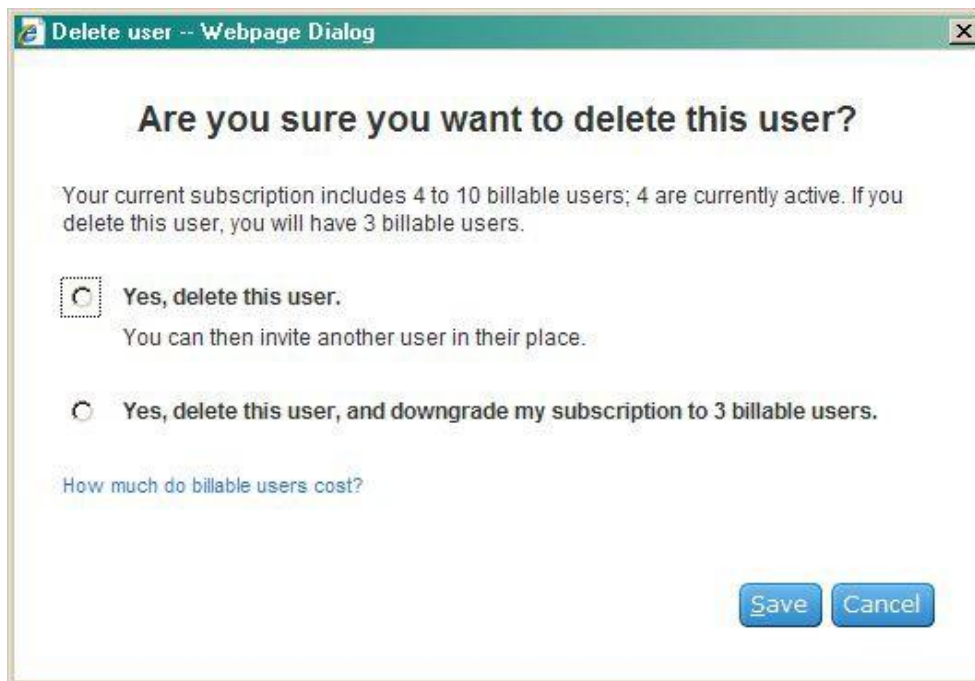 Delete user -- Webpage Dialog
Are you sure you want to delete this user?
Your current subscription includes 4 to 10 billable users; 4 are currently active. If you
delete this user, you will have 3 billable users.
Yes, delete this user.
You can then invite another user in their place.
Yes, delete this user, and downgrade my subscription to 3 billable users.
How much do billable users cost?
Save Cancel